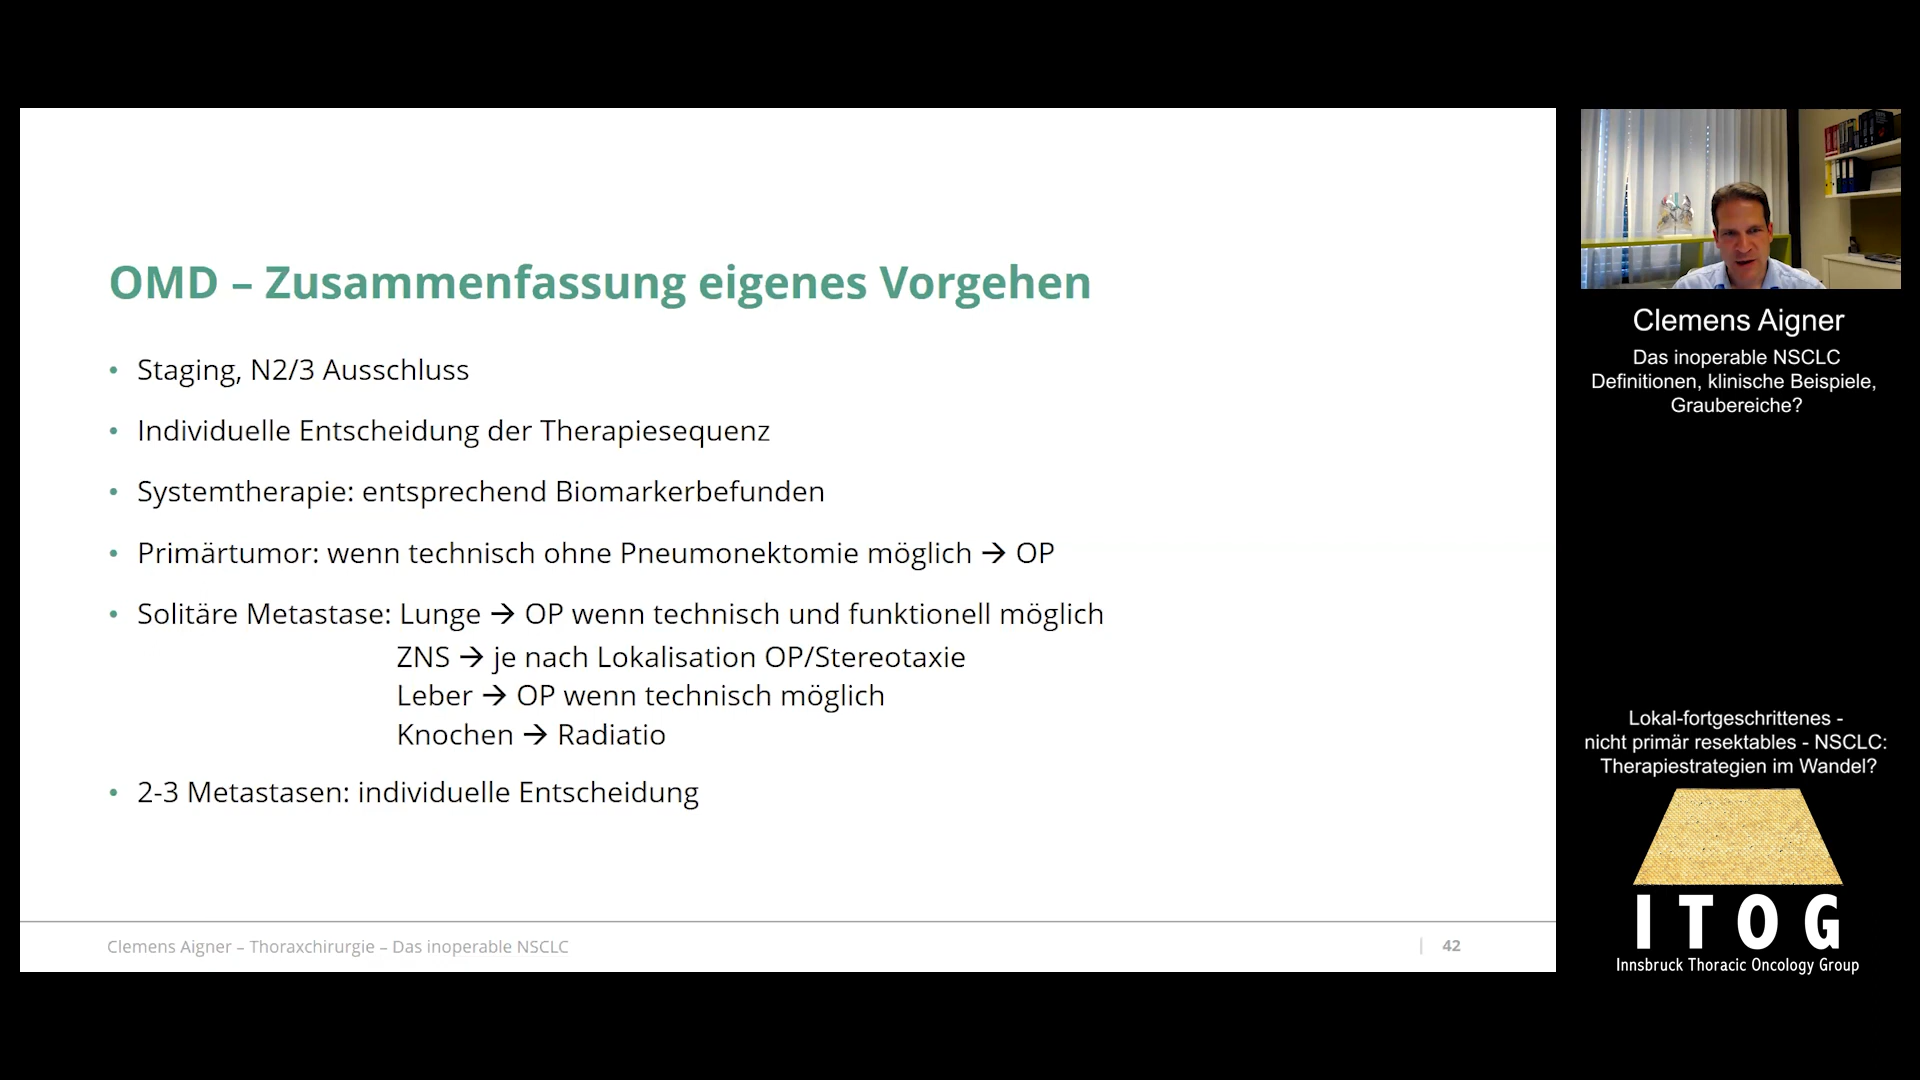 OMD – Zusammenfassung eigenes Vorgehen
• Staging, N2/3 Ausschluss
• Individuelle Entscheidung der Therapiesequenz
• Systemtherapie: entsprechend Biomarkerbefunden
• Primärtumor: wenn technisch ohne Pneumonektomie möglich → OP
• Solitäre Metastase: Lunge → OP wenn technisch und funktionell möglich
ZNS → je nach Lokalisation OP/Stereotaxie
Leber → OP wenn technisch möglich
Knochen → Radiatio
• 2-3 Metastasen: individuelle Entscheidung
Clemens Aigner – Thoraxchirurgie – Das inoperable NSCLC
| 42
Clemens Aigner
Das inoperable NSCLC
Definitionen, klinische Beispiele,
Graubereiche?
Lokal-fortgeschrittenes -
nicht primär resektables - NSCLC:
Therapiestrategien im Wandel?
ITOG
Innsbruck Thoracic Oncology Group